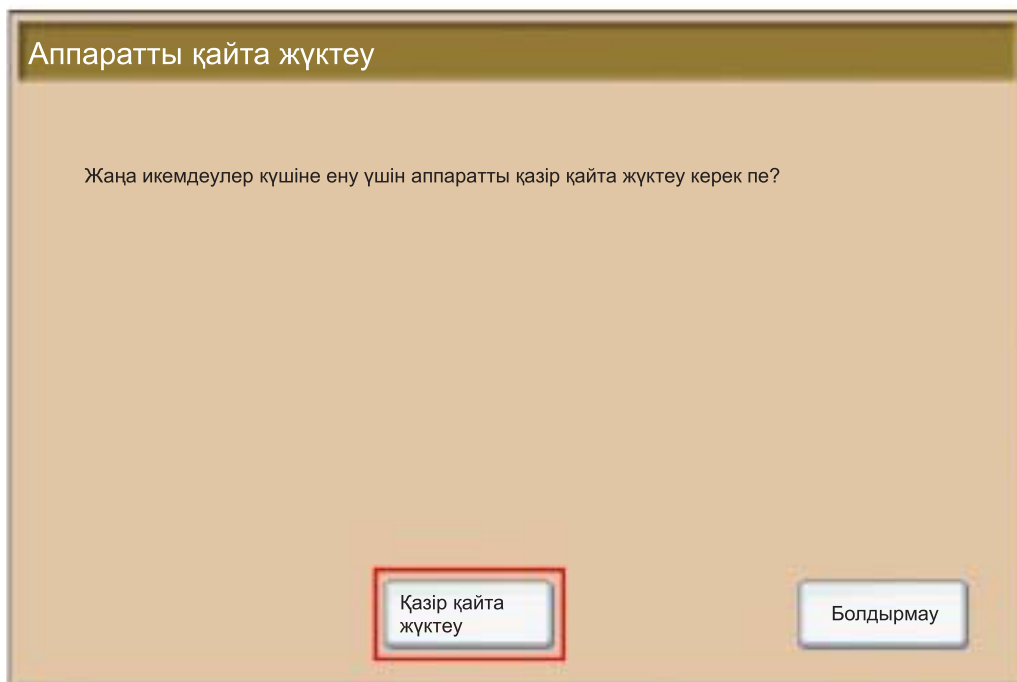 Аппаратты қайта жүктеу
Жаңа икемдеулер күшіне ену үшін аппаратты қазір қайта жүктеу керек пе?
Қазір қайта
жүктеу
Болдырмау